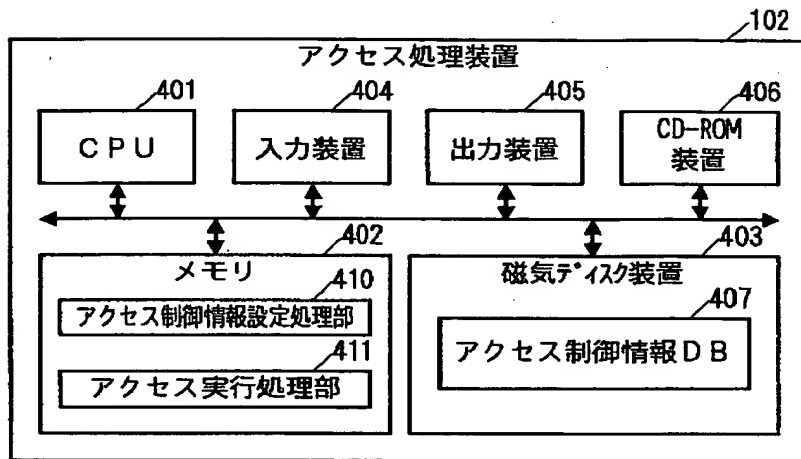 102
アクセス処理装置
401
404
405
406
ＣＰＵ
入力装置
出力装置
CD-ROM
装置
402
403
メモリ
磁気ディスク装置
410
アクセス制御情報設定処理部
411
アクセス実行処理部
407
アクセス制御情報ＤＢ